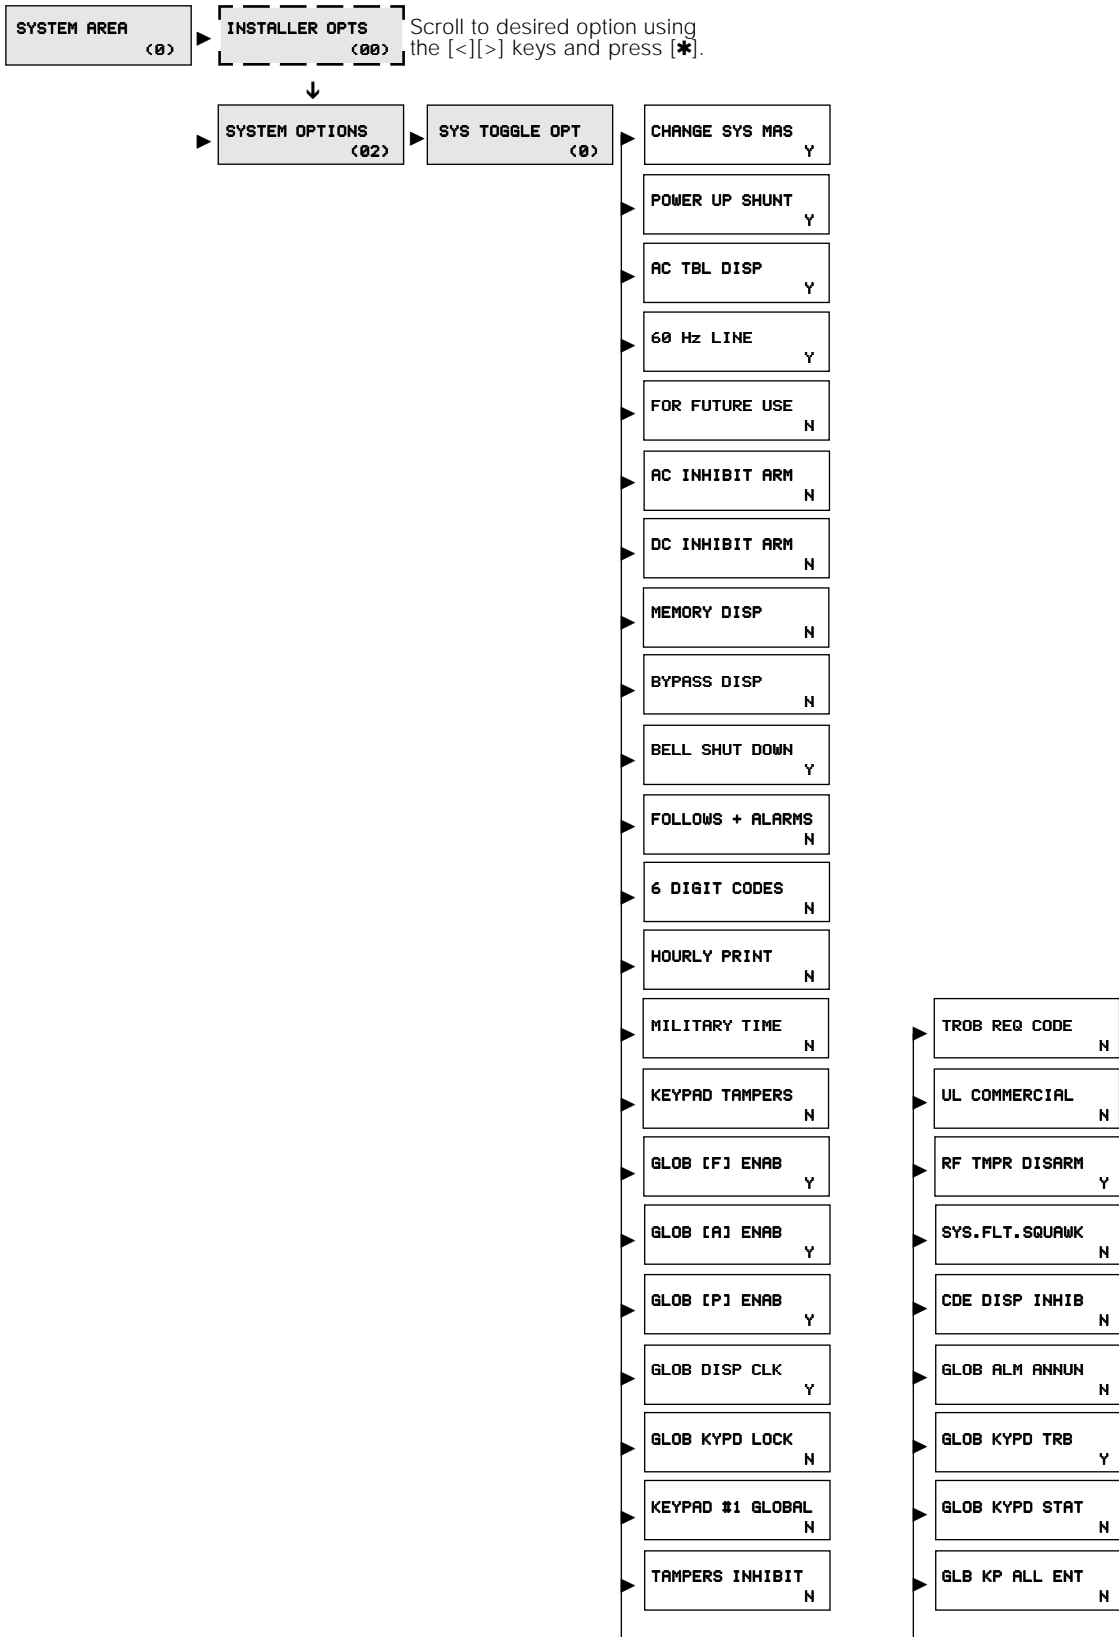 SYSTEM AREA
(0)
INSTALLER OPTS
(00)
Scroll to desired option using
the [<][>] keys and press [✱].
SYSTEM OPTIONS
(02)
SYS TOGGLE OPT
(0)
CHANGE SYS MAS
Y
POWER UP SHUNT
Y
AC TBL DISP
Y
60 Hz LINE
Y
FOR FUTURE USE
N
AC INHIBIT ARM
N
DC INHIBIT ARM
N
MEMORY DISP
N
BYPASS DISP
N
BELL SHUT DOWN
Y
FOLLOWS + ALARMS
N
6 DIGIT CODES
N
HOURLY PRINT
N
MILITARY TIME
N
KEYPAD TAMPERS
N
GLOB [F] ENAB
Y
GLOB [A] ENAB
Y
GLOB [P] ENAB
Y
GLOB DISP CLK
Y
GLOB KYPD LOCK
N
KEYPAD #1 GLOBAL
N
TAMPERS INHIBIT
N
TROB REQ CODE
N
UL COMMERCIAL
N
RF TMPR DISARM
Y
SYS.FLT.SQUAWK
N
CDE DISP INHIB
N
GLOB ALM ANNUN
N
GLOB KYPD TRB
Y
GLOB KYPD STAT
N
GLB KP ALL ENT
N